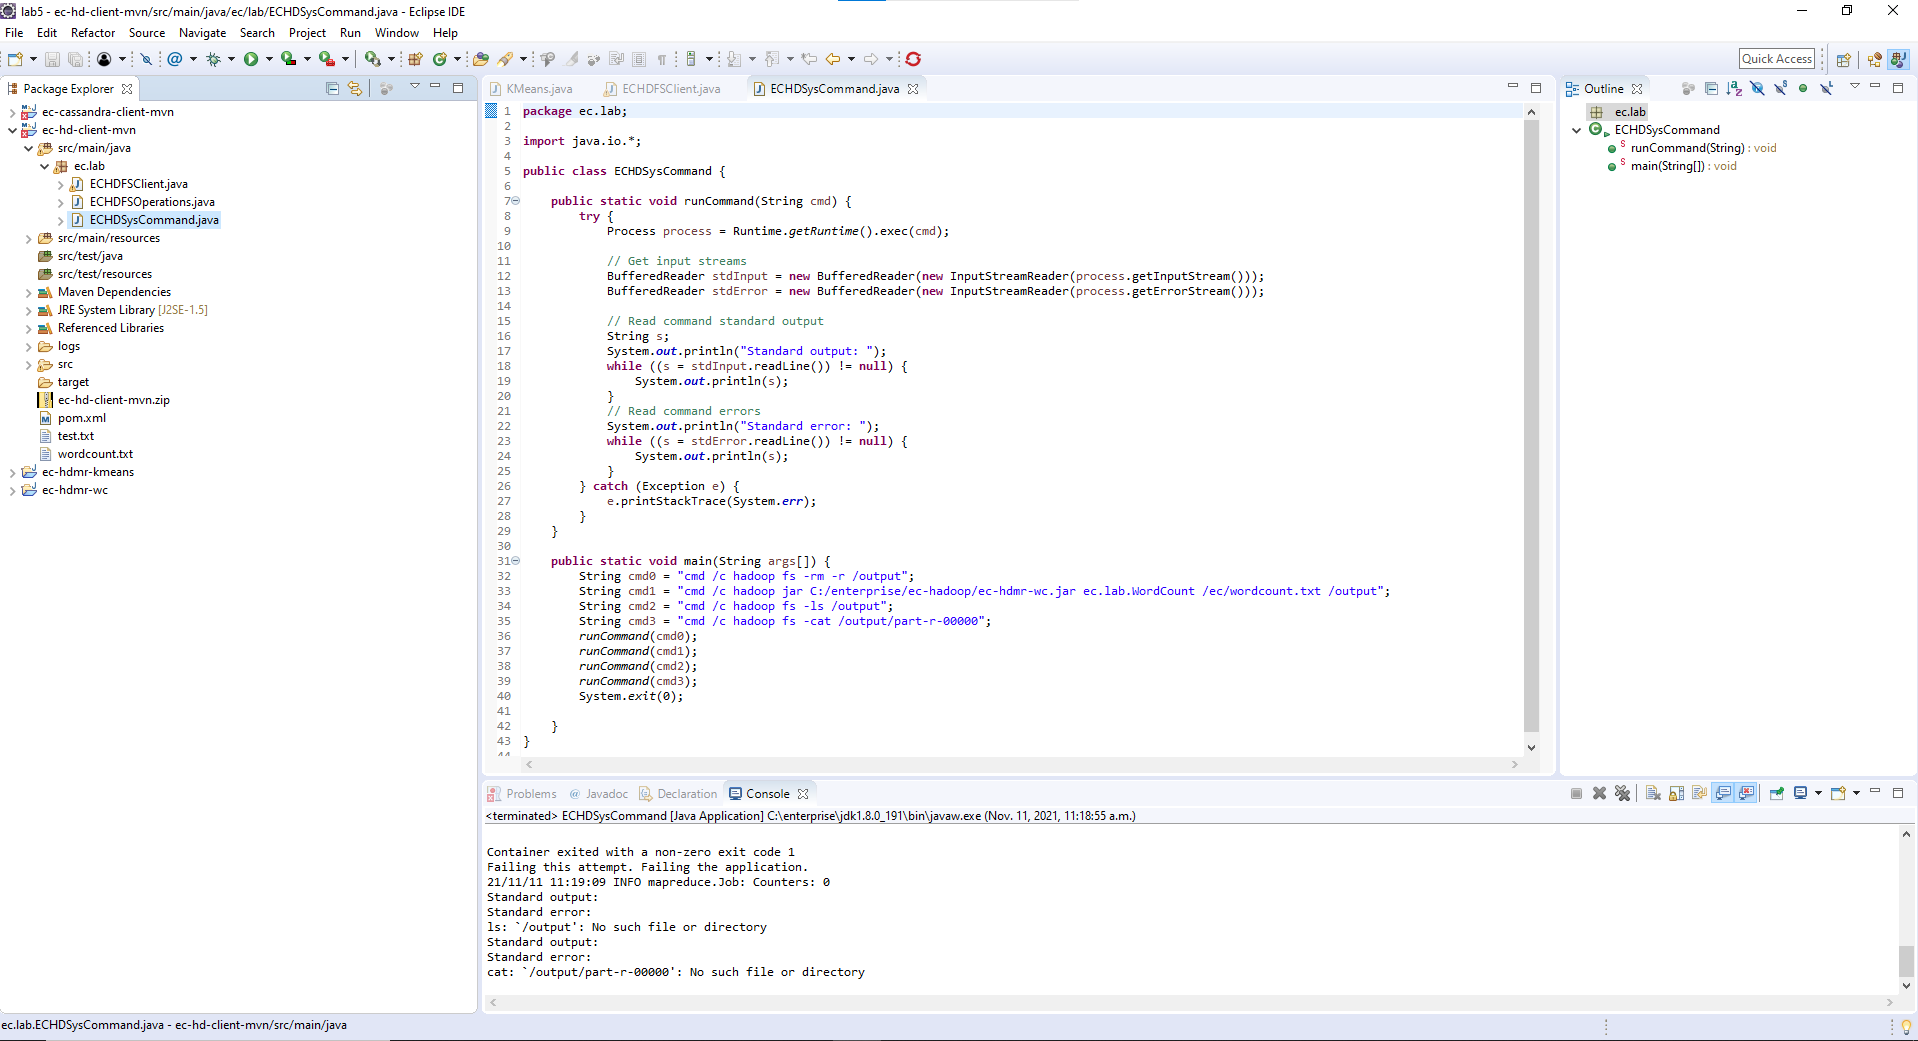 lab5 - ec-hd-client-mvn/src/main/java/ec/lab/ECHDSysCommand.java - Eclipse IDE
File Edit Refactor Source Navigate Search Project Run Window Help
Quick Access
Package Explorer
ec-cassandra-client-mvn
ec-hd-client-mvn
src/main/java
ec.lab
ECHDFSClient.java
ECHDFSOperations.java
ECHDSysCommand.java
src/main/resources
src/test/java
src/test/resources
Maven Dependencies
JRE System Library [J2SE-1.5]
Referenced Libraries
logs
src
target
ec-hd-client-mvn.zip
pom.xml
test.txt
wordcount.txt
ec-hdmr-kmeans
ec-hdmr-wc
KMeans.java ECHDFSClient.java ECHDSysCommand.java
1 package ec.lab;
2
3 import java.io.*;
4
5 public class ECHDSysCommand {
6
7 public static void runCommand(String cmd) {
8 try {
9 Process process = Runtime.getRuntime().exec(cmd);
10
11 // Get input streams
12 BufferedReader stdInput = new BufferedReader(new InputStreamReader(process.getInputStream()));
13 BufferedReader stdError = new BufferedReader(new InputStreamReader(process.getErrorStream()));
14
15 // Read command standard output
16 String s;
17 System.out.println("Standard output: ");
18 while ((s = stdInput.readLine()) != null) {
19 System.out.println(s);
20 }
21 // Read command errors
22 System.out.println("Standard error: ");
23 while ((s = stdError.readLine()) != null) {
24 System.out.println(s);
25 }
26 } catch (Exception e) {
27 e.printStackTrace(System.err);
28 }
29 }
30
31 public static void main(String args[]) {
32 String cmd0 = "cmd /c hadoop fs -rm -r /output";
33 String cmd1 = "cmd /c hadoop jar C:/enterprise/ec-hadoop/ec-hdmr-wc.jar ec.lab.WordCount /ec/wordcount.txt /output";
34 String cmd2 = "cmd /c hadoop fs -ls /output";
35 String cmd3 = "cmd /c hadoop fs -cat /output/part-r-00000";
36 runCommand(cmd0);
37 runCommand(cmd1);
38 runCommand(cmd2);
39 runCommand(cmd3);
40 System.exit(0);
41
42 }
43 }
44
Outline
ec.lab
ECHDSysCommand
runCommand(String) : void
main(String[]) : void
Problems @ Javadoc Declaration Console
<terminated> ECHDSysCommand [Java Application] C:\enterprise\jdk1.8.0_191\bin\javaw.exe (Nov. 11, 2021, 11:18:55 a.m.)
Container exited with a non-zero exit code 1
Failing this attempt. Failing the application.
21/11/11 11:19:09 INFO mapreduce.Job: Counters: 0
Standard output:
Standard error:
ls: `/output': No such file or directory
Standard output:
Standard error:
cat: `/output/part-r-00000': No such file or directory
ec.lab.ECHDSysCommand.java - ec-hd-client-mvn/src/main/java